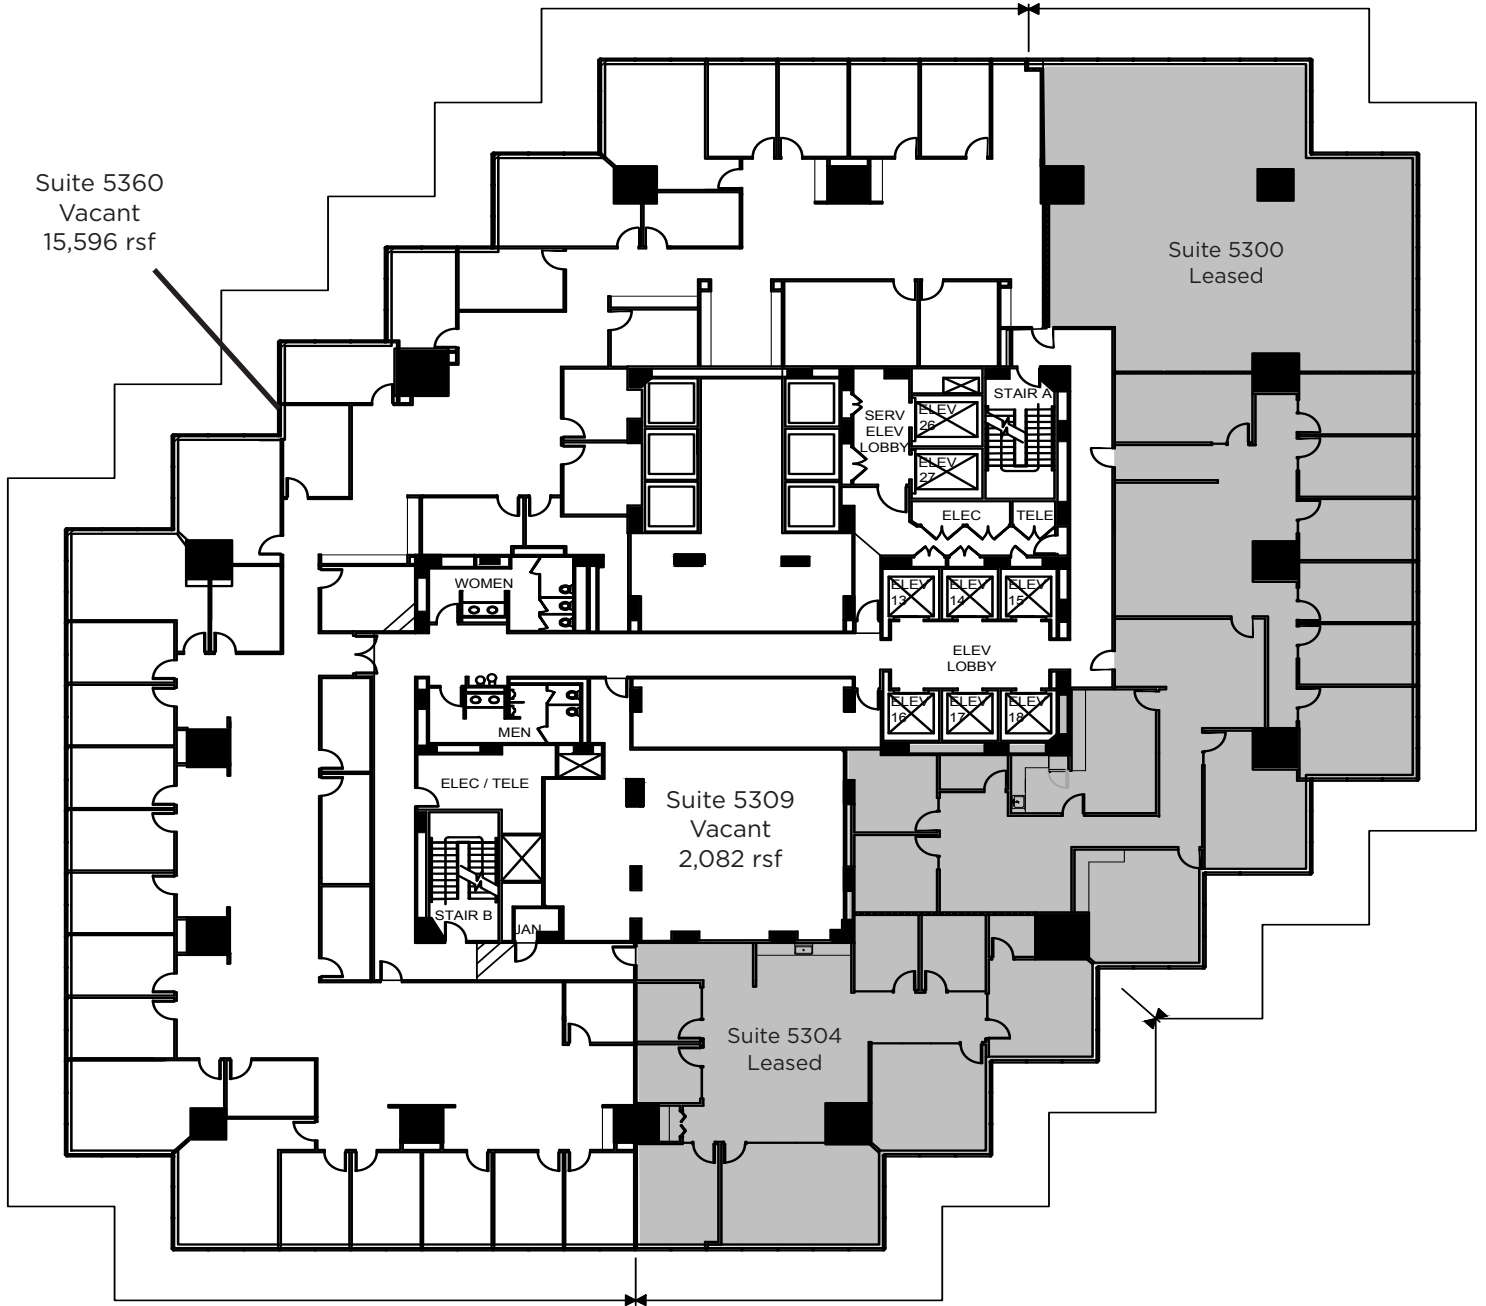 Suite 5360
Vacant
15,596 rsf
Suite 5300
Leased
STAIR A
SERV
ELEV
LOBBY
ELEV
26
ELEV
27
ELEC
TELE
WOMEN
ELEV
13
ELEV
14
ELEV
15
ELEV
LOBBY
ELEV
16
ELEV
17
ELEV
18
MEN
ELEC / TELE
Suite 5309
Vacant
2,082 rsf
STAIR B
JAN
Suite 5304
Leased